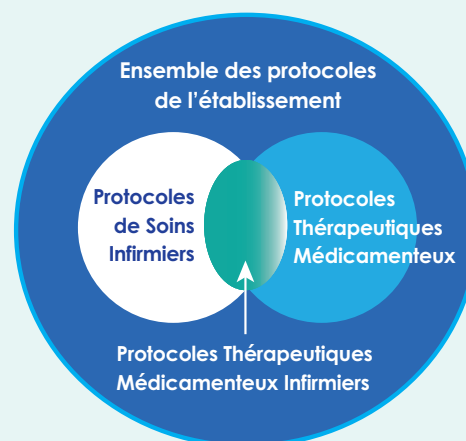 Ensemble des protocoles
de l’établissement
Protocoles
de Soins
Infirmiers
Protocoles
Thérapeutiques
Médicamenteux
Protocoles Thérapeutiques
Médicamenteux Infirmiers